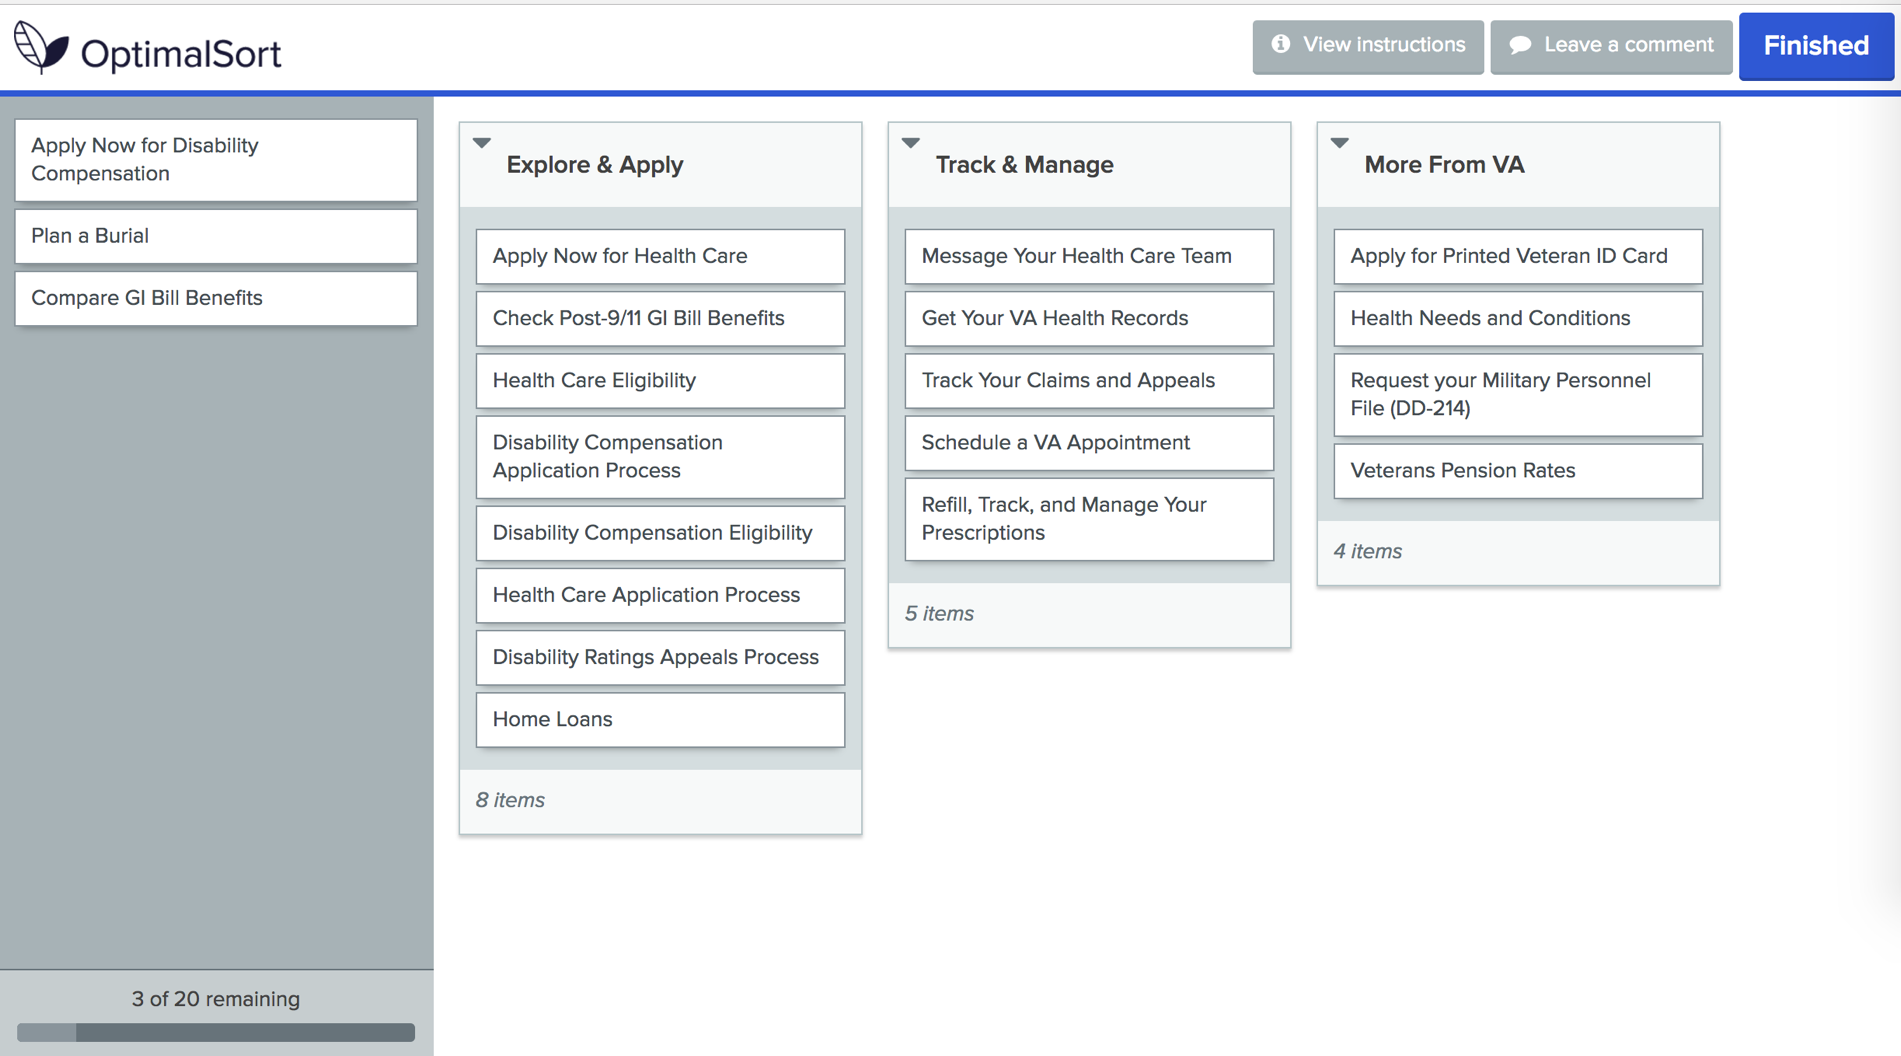 OptimalSort
View instructions
Leave a comment
Finished
Apply Now for Disability
Compensation
Plan a Burial
Compare GI Bill Benefits
3 of 20 remaining
Explore & Apply
Apply Now for Health Care
Check Post-9/11 GI Bill Benefits
Health Care Eligibility
Disability Compensation
Application Process
Disability Compensation Eligibility
Health Care Application Process
Disability Ratings Appeals Process
Home Loans
8 items
Track & Manage
Message Your Health Care Team
Get Your VA Health Records
Track Your Claims and Appeals
Schedule a VA Appointment
Refill, Track, and Manage Your
Prescriptions
5 items
More From VA
Apply for Printed Veteran ID Card
Health Needs and Conditions
Request your Military Personnel
File (DD-214)
Veterans Pension Rates
4 items